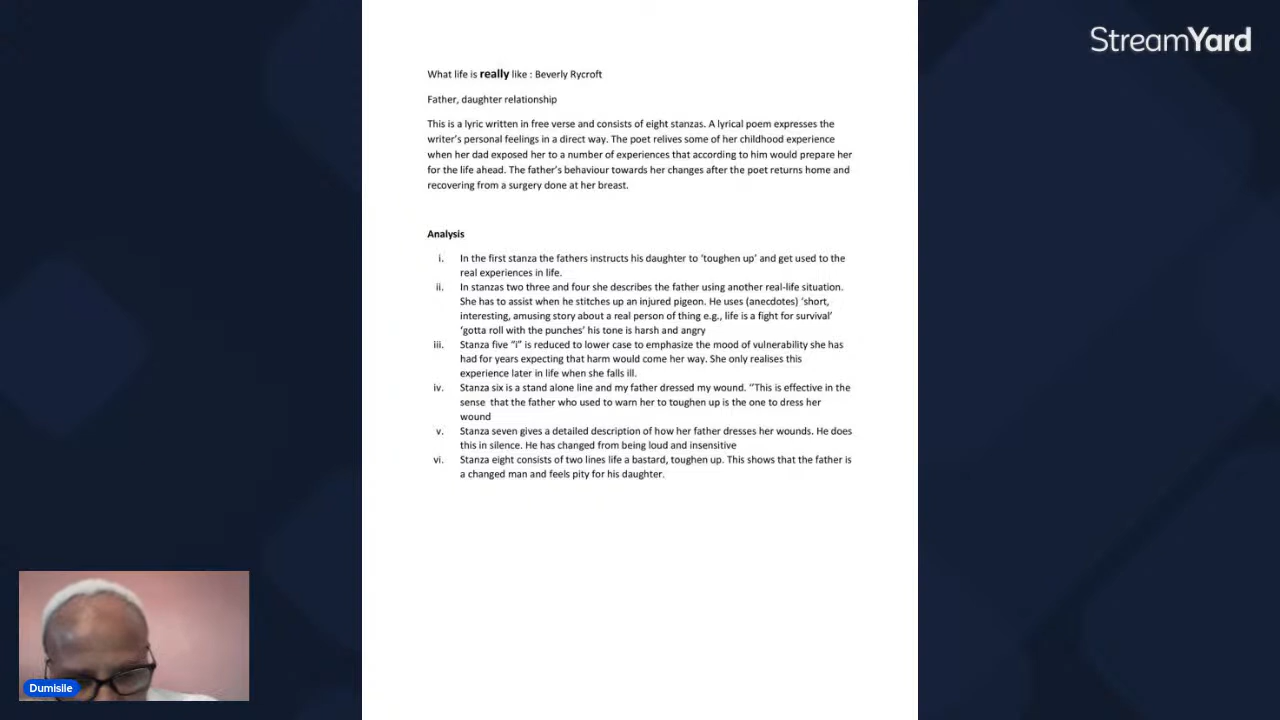 StreamYard
What life is really like : Beverly Rycroft
Father, daughter relationship
This is a lyric written in free verse and consists of eight stanzas. A lyrical poem expresses the
writer's personal feelings in a direct way. The poet relives some of her childhood experience
when her dad exposed her to a number of experiences that according to him would prepare her
for the life ahead. The father's behaviour towards her changes after the poet returns home and
recovering from a surgery done at her breast.
Analysis
i. In the first stanza the fathers instructs his daughter to 'toughen up' and get used to the
real experiences in life.
ii. In stanzas two three and four she describes the father using another real-life situation.
She has to assist when he stitches up an injured pigeon. He uses (anecdotes) 'short,
interesting, amusing story about a real person of thing e.g., life is a fight for survival'
'gotta roll with the punches' his tone is harsh and angry
iii. Stanza five "i" is reduced to lower case to emphasize the mood of vulnerability she has
had for years expecting that harm would come her way. She only realises this
experience later in life when she falls ill.
iv. Stanza six is a stand alone line and my father dressed my wound. "This is effective in the
sense that the father who used to warn her to toughen up is the one to dress her
wound
v. Stanza seven gives a detailed description of how her father dresses her wounds. He does
this in silence. He has changed from being loud and insensitive
vi. Stanza eight consists of two lines life a bastard, toughen up. This shows that the father is
a changed man and feels pity for his daughter.
Dumisile